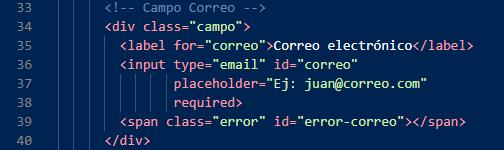 33 <!-- Campo Correo -->
34 <div class="campo">
35 <label for="correo">Correo electrónico</label>
36 <input type="email" id="correo"
37 placeholder="Ej: juan@correo.com"
38 required>
39 <span class="error" id="error-correo"></span>
40 </div>